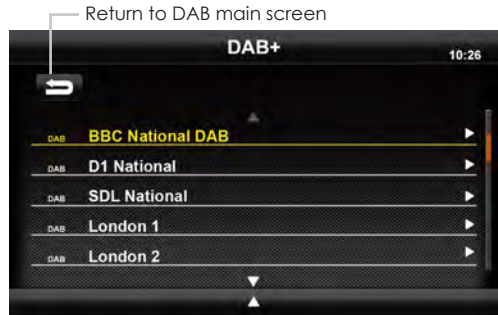 Return to DAB main screen
DAB+
10:26
DAB BBC National DAB
DAB D1 National
DAB SDL National
DAB London 1
DAB London 2